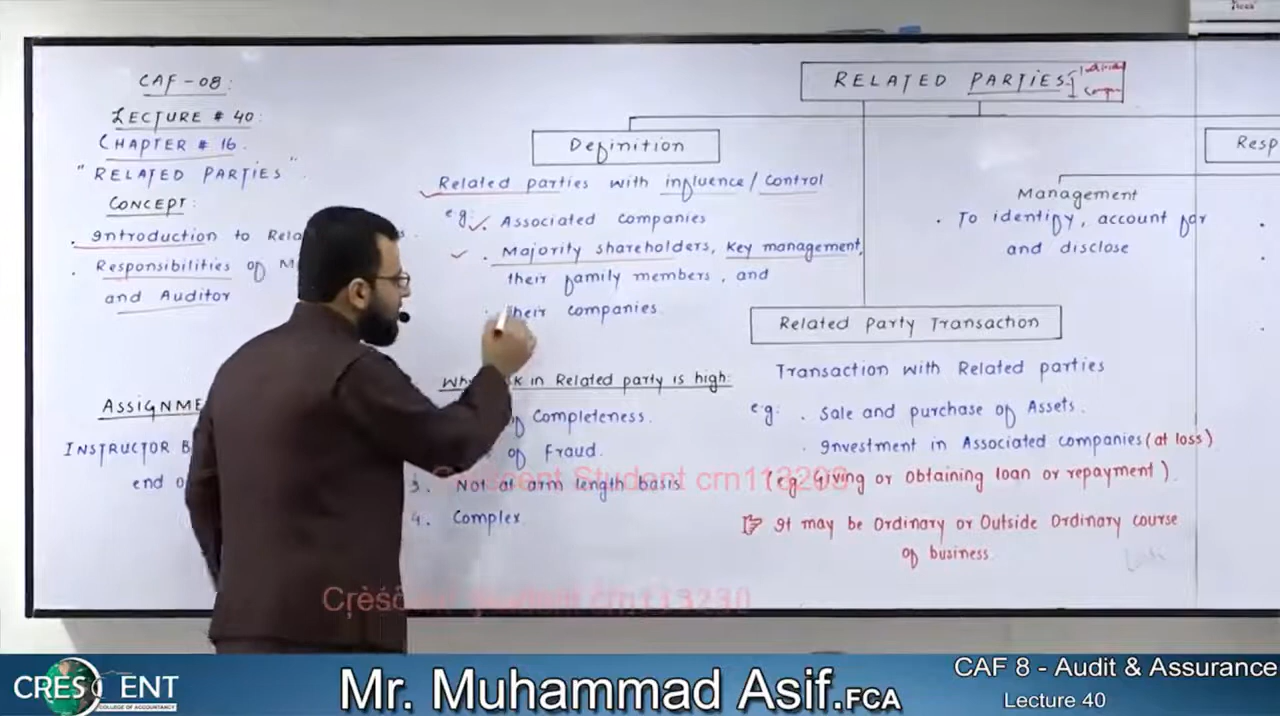 CAF-08:
LECTURE # 40:
CHAPTER # 16.
"RELATED PARTIES".
CONCEPT:
. Introduction to
. Responsibilities of
and Auditor
ASSIGNME
INSTRUCTOR B
end o
RELATED PARTIES
Definition
Related parties with influence/control
eg: . Associated companies
. Majority shareholders, Key management,
their family members, and
companies.
in Related party is high:
of Completeness.
of Fraud.
3. Not at arm length basis
4. Complex
Related Party Transaction
Transaction with Related parties
e.g: . Sale and purchase of Assets.
. Investment in Associated companies (at loss)
(eg Giving or obtaining loan or repayment).
It may be Ordinary or Outside Ordinary course
of business
Resp
Management
. To identify, account for
and disclose
Crescent Student
Crescent Student crn113230
CRESCENT
COLLEGE OF ACCOUNTANCY
Mr. Muhammad Asif.FCA
CAF 8 - Audit & Assurance
Lecture 40